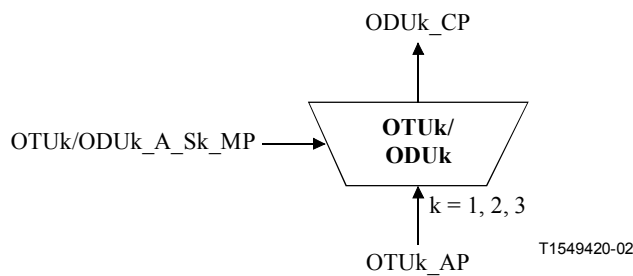 ODUk_CP
OTUk/ODUk_A_Sk_MP
OTUk/
ODUk
k = 1, 2, 3
OTUk_AP
T1549420-02